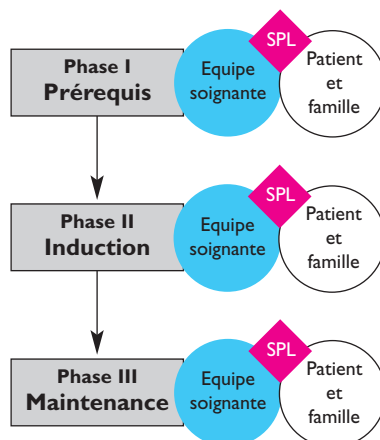 Phase I
Prérequis
Equipe
soignante
SPL
Patient
et
famille
Phase II
Induction
Equipe
soignante
SPL
Patient
et
famille
Phase III
Maintenance
Equipe
soignante
SPL
Patient
et
famille